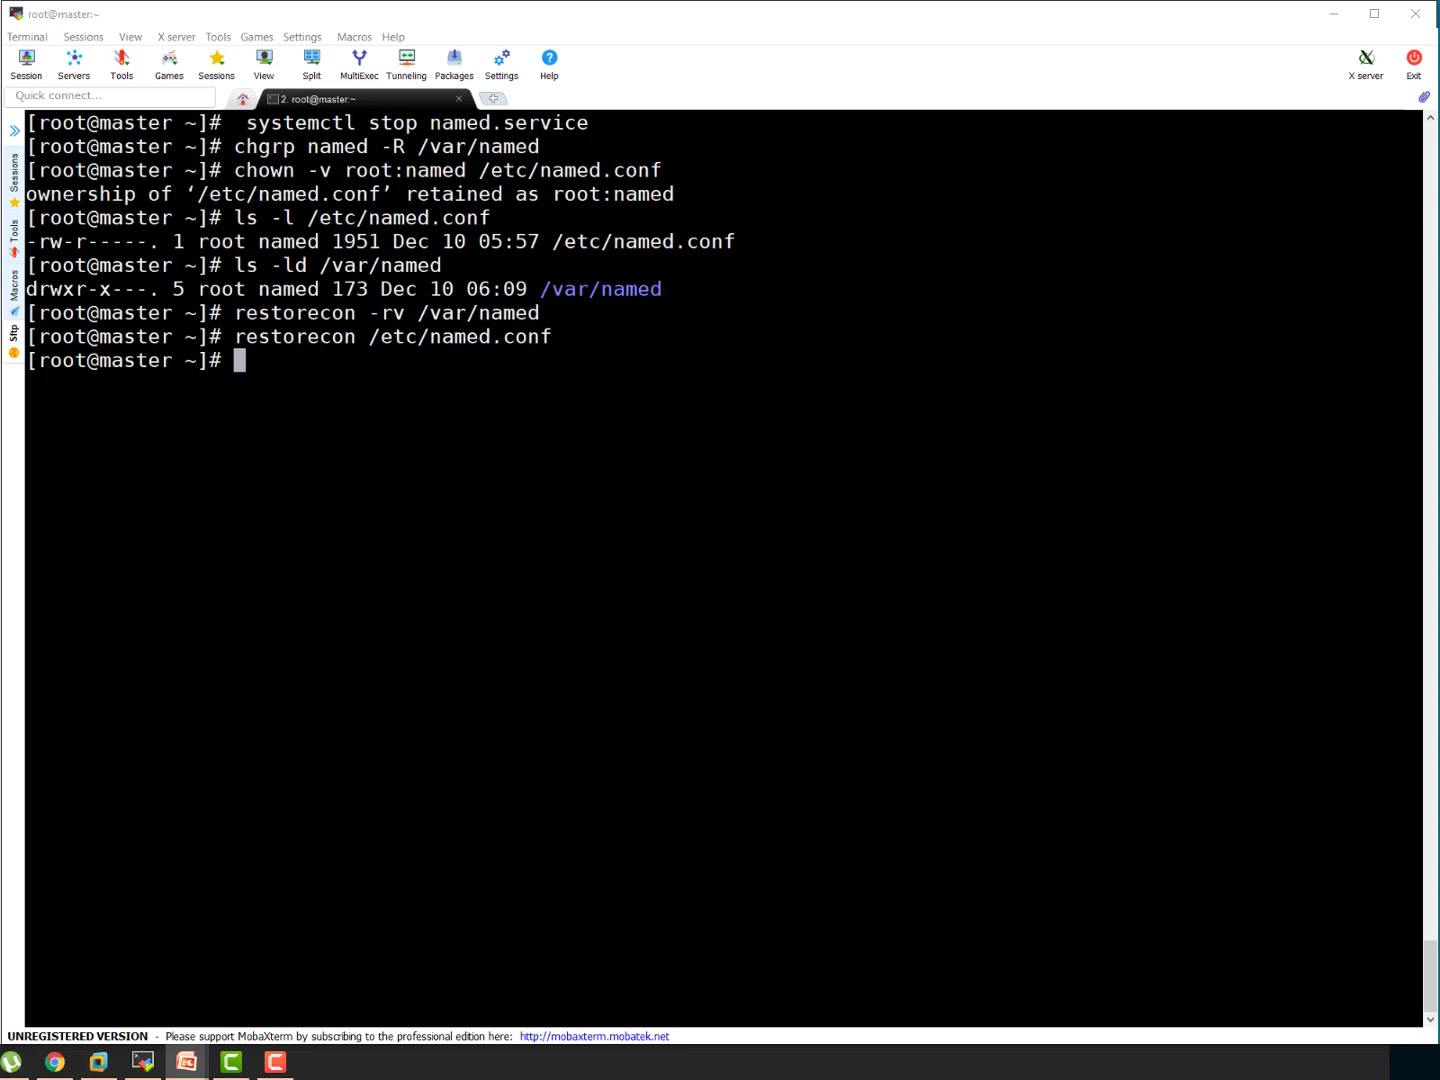 root@master:~
Terminal Sessions View X server Tools Games Settings Macros Help
Session Servers Tools Games Sessions View Split MultiExec Tunneling Packages Settings Help X server Exit
Quick connect...
2. root@master:~
[root@master ~]#  systemctl stop named.service
[root@master ~]# chgrp named -R /var/named
[root@master ~]# chown -v root:named /etc/named.conf
ownership of ‘/etc/named.conf’ retained as root:named
[root@master ~]# ls -l /etc/named.conf
-rw-r-----. 1 root named 1951 Dec 10 05:57 /etc/named.conf
[root@master ~]# ls -ld /var/named
drwxr-x---. 5 root named 173 Dec 10 06:09 /var/named
[root@master ~]# restorecon -rv /var/named
[root@master ~]# restorecon /etc/named.conf
[root@master ~]#
Sessions
Tools
Macros
Sftp
UNREGISTERED VERSION - Please support MobaXterm by subscribing to the professional edition here: http://mobaxterm.mobatek.net